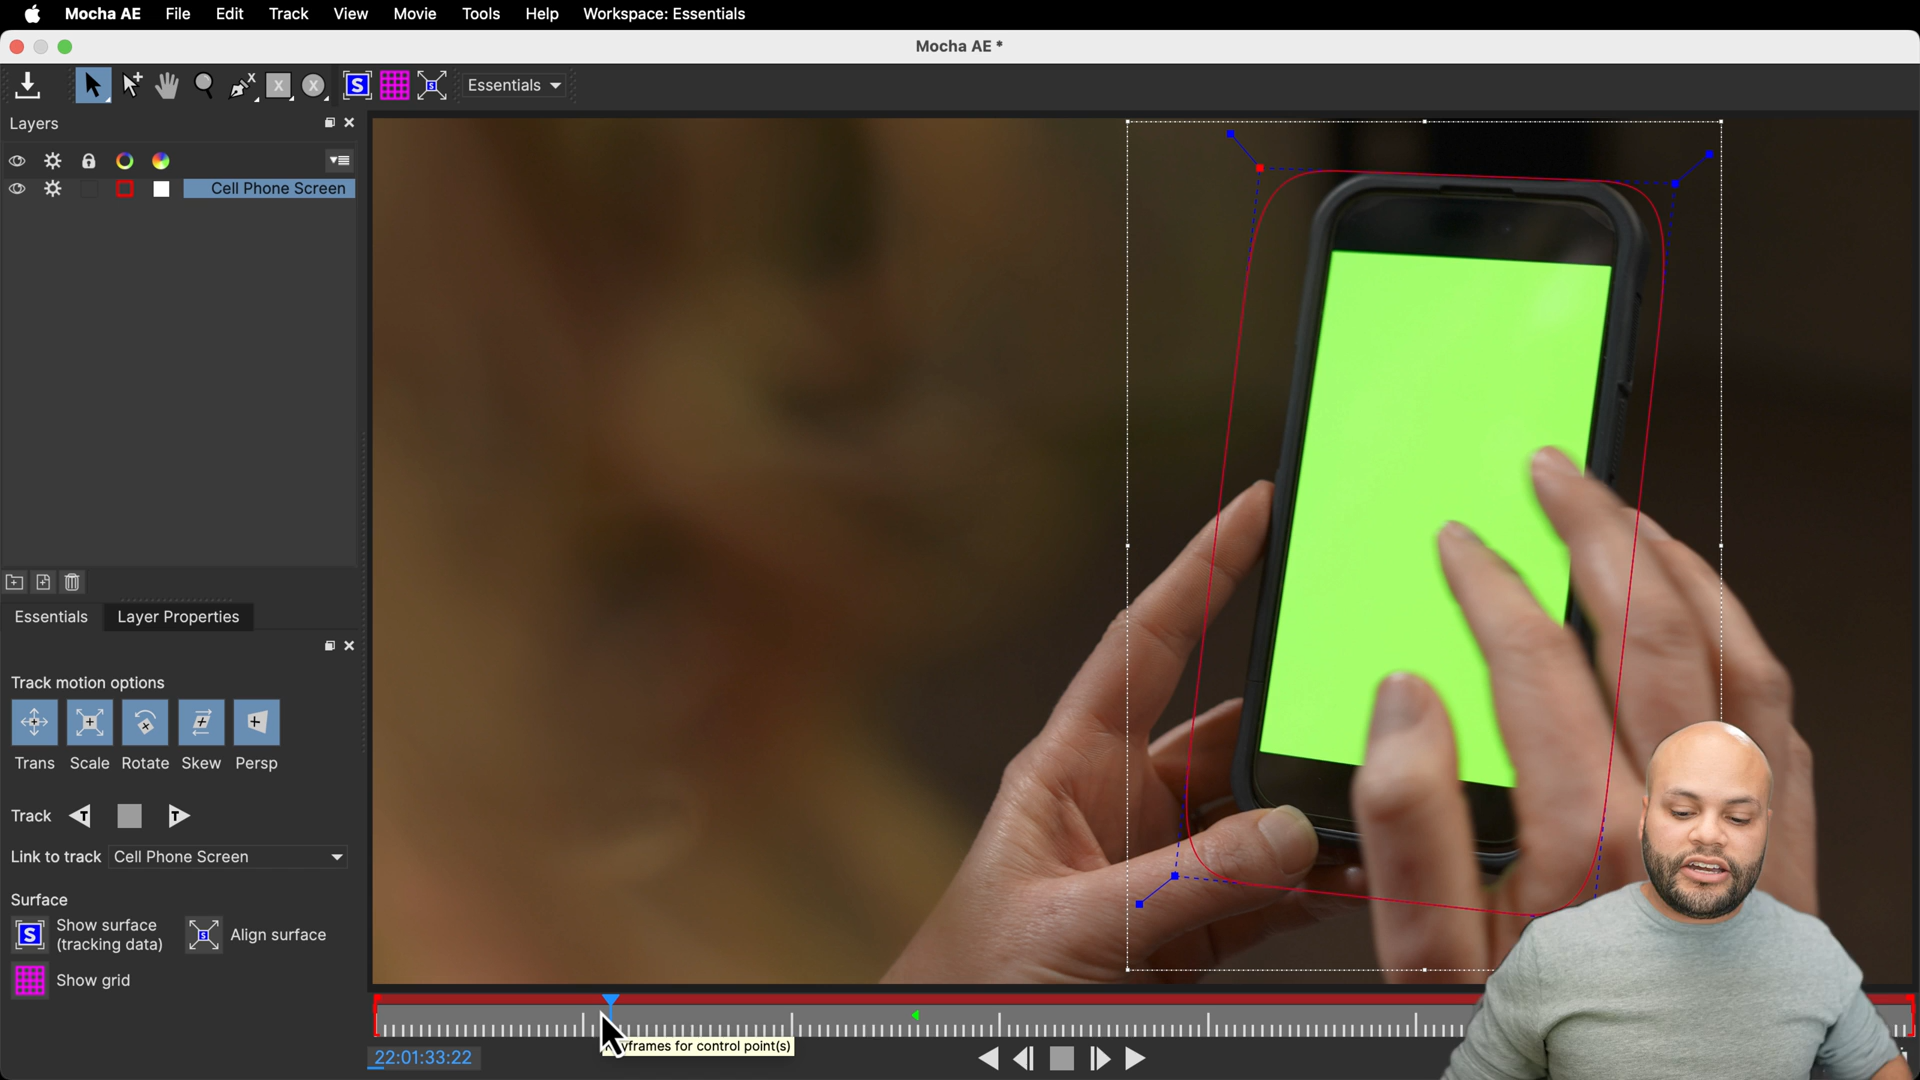 Mocha AE File Edit Track View Movie Tools Help Workspace: Essentials
Mocha AE *
S X X S Essentials
Layers
Cell Phone Screen
Essentials Layer Properties
Track motion options
Trans Scale Rotate Skew Persp
Track T T
Link to track Cell Phone Screen
Surface
S Show surface (tracking data) S Align surface
Show grid
frames for control point(s)
22:01:33:22